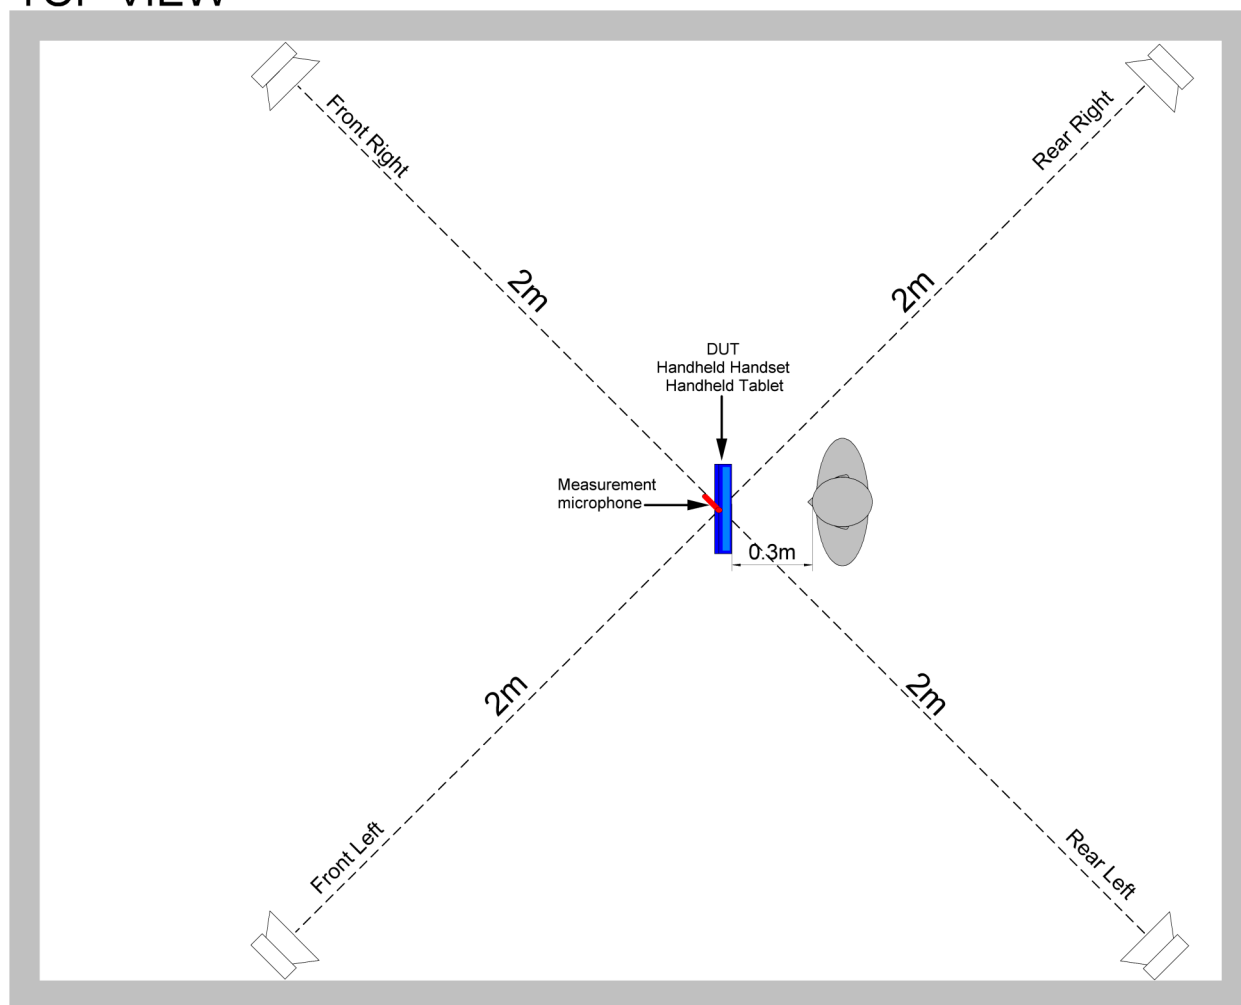 TOP VIEW
Front Right
Rear Right
2m
2m
DUT
Handheld Handset
Handheld Tablet
Measurement
microphone
0.3m
2m
2m
Front Left
Rear Left